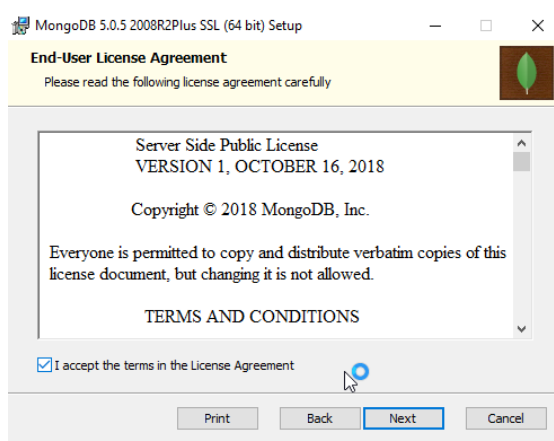 MongoDB 5.0.5 2008R2Plus SSL (64 bit) Setup
End-User License Agreement
Please read the following license agreement carefully
Server Side Public License
VERSION 1, OCTOBER 16, 2018
Copyright © 2018 MongoDB, Inc.
Everyone is permitted to copy and distribute verbatim copies of this
license document, but changing it is not allowed.
TERMS AND CONDITIONS
I accept the terms in the License Agreement
Print Back Next Cancel